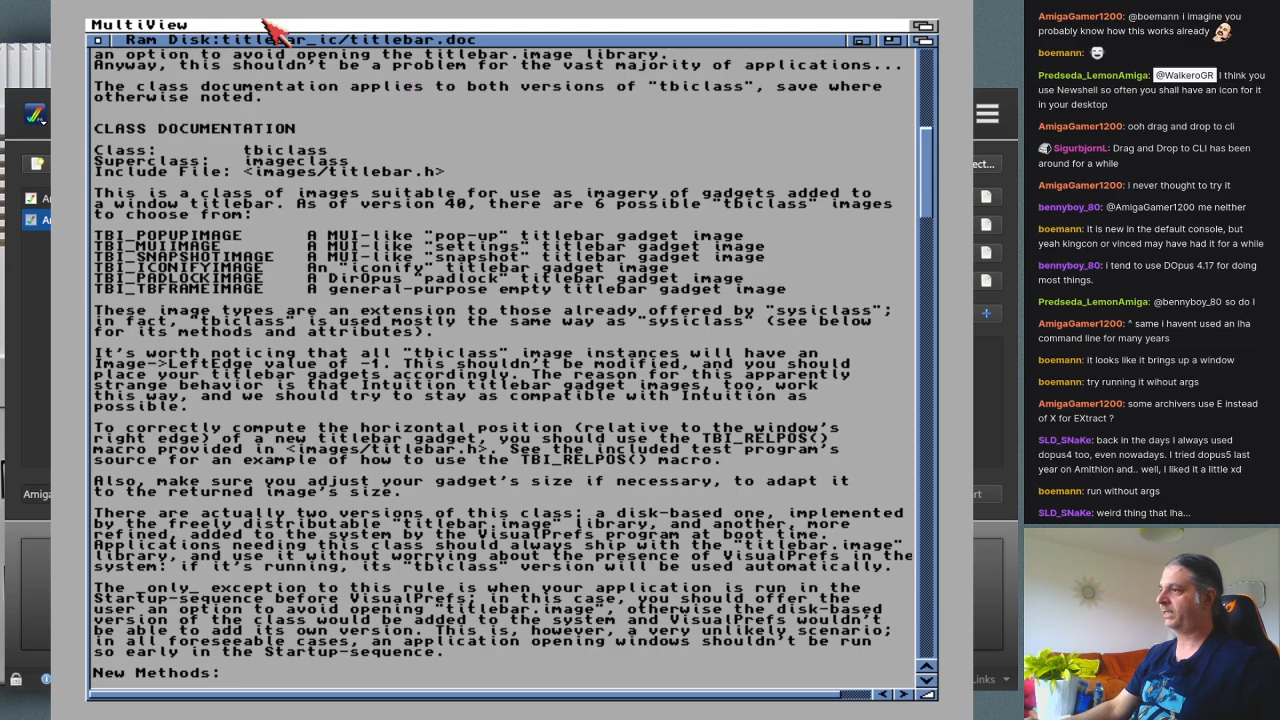 MultiView
Ram Disk:titlebar_ic/titlebar.doc
an option to avoid opening the titlebar.image library.
Anyway, this shouldn't be a problem for the vast majority of applications...
The class documentation applies to both versions of "tbiclass", save where
otherwise noted.
CLASS DOCUMENTATION
Class: tbiclass
Superclass: imageclass
Include File: <images/titlebar.h>
This is a class of images suitable for use as imagery of gadgets added to
a window titlebar. As of version 40, there are 6 possible "tbiclass" images
to choose from:
TBI_POPUPIMAGE A MUI-like "pop-up" titlebar gadget image
TBI_MUIIMAGE A MUI-like "settings" titlebar gadget image
TBI_SNAPSHOTIMAGE A MUI-like "snapshot" titlebar gadget image
TBI_ICONIFYIMAGE An "iconify" titlebar gadget image
TBI_PADLOCKIMAGE A DirOpus "padlock" titlebar gadget image
TBI_TBFRAMEIMAGE A general-purpose empty titlebar gadget image
These image types are an extension to those already offered by "sysiclass";
in fact, "tbiclass" is used mostly the same way as "sysiclass" (see below
for its methods and attributes).
It's worth noticing that all "tbiclass" image instances will have an
Image->LeftEdge value of -1. This shouldn't be modified, and you should
place your titlebar gadgets accordingly. The reason for this apparently
strange behavior is that Intuition titlebar gadget images, too, work
this way, and we should try to stay as compatible with Intuition as
possible.
To correctly compute the horizontal position (relative to the window's
right edge) of a new titlebar gadget, you should use the TBI_RELPOS()
macro provided in <images/titlebar.h>. See the included test program's
source for an example of how to use the TBI_RELPOS() macro.
Also, make sure you adjust your gadget's size if necessary, to adapt it
to the returned image's size.
There are actually two versions of this class: a disk-based one, implemented
by the freely distributable "titlebar.image" library, and another, more
refined, added to the system by the VisualPrefs program at boot time.
Applications needing this class should always ship with the "titlebar.image"
library, and use it without worrying about the presence of VisualPrefs in the
system: if it's running, its "tbiclass" version will be used automatically.
The only exception to this rule is when your application is run in the
Startup-sequence before VisualPrefs; in this case, you should offer the
user an option to avoid opening "titlebar.image", otherwise the disk-based
version of the class would be added to the system and VisualPrefs wouldn't
be able to add its own version. This is, however, a very unlikely scenario;
in all foreseeable cases, an application opening windows shouldn't be run
so early in the Startup-sequence.
New Methods:
Amiga
ect...
rt
Links
AmigaGamer1200: @boemann i imagine you
probably know how this works already
boemann:
Predseda_LemonAmiga: @WalkeroGR I think you
use Newshell so often you shall have an icon for it
in your desktop
AmigaGamer1200: ooh drag and drop to cli
SigurbjornL: Drag and Drop to CLI has been
around for a while
AmigaGamer1200: i never thought to try it
bennyboy_80: @AmigaGamer1200 me neither
boemann: it is new in the default console, but
yeah kingcon or vinced may have had it for a while
bennyboy_80: i tend to use DOpus 4.17 for doing
most things.
Predseda_LemonAmiga: @bennyboy_80 so do I
AmigaGamer1200: ^ same i havent used an lha
command line for many years
boemann: it looks like it brings up a window
boemann: try running it wihout args
AmigaGamer1200: some archivers use E instead
of X for EXtract ?
SLD_SNaKe: back in the days I always used
dopus4 too, even nowadays. I tried dopus5 last
year on Amithlon and.. well, I liked it a little xd
boemann: run without args
SLD_SNaKe: weird thing that lha...